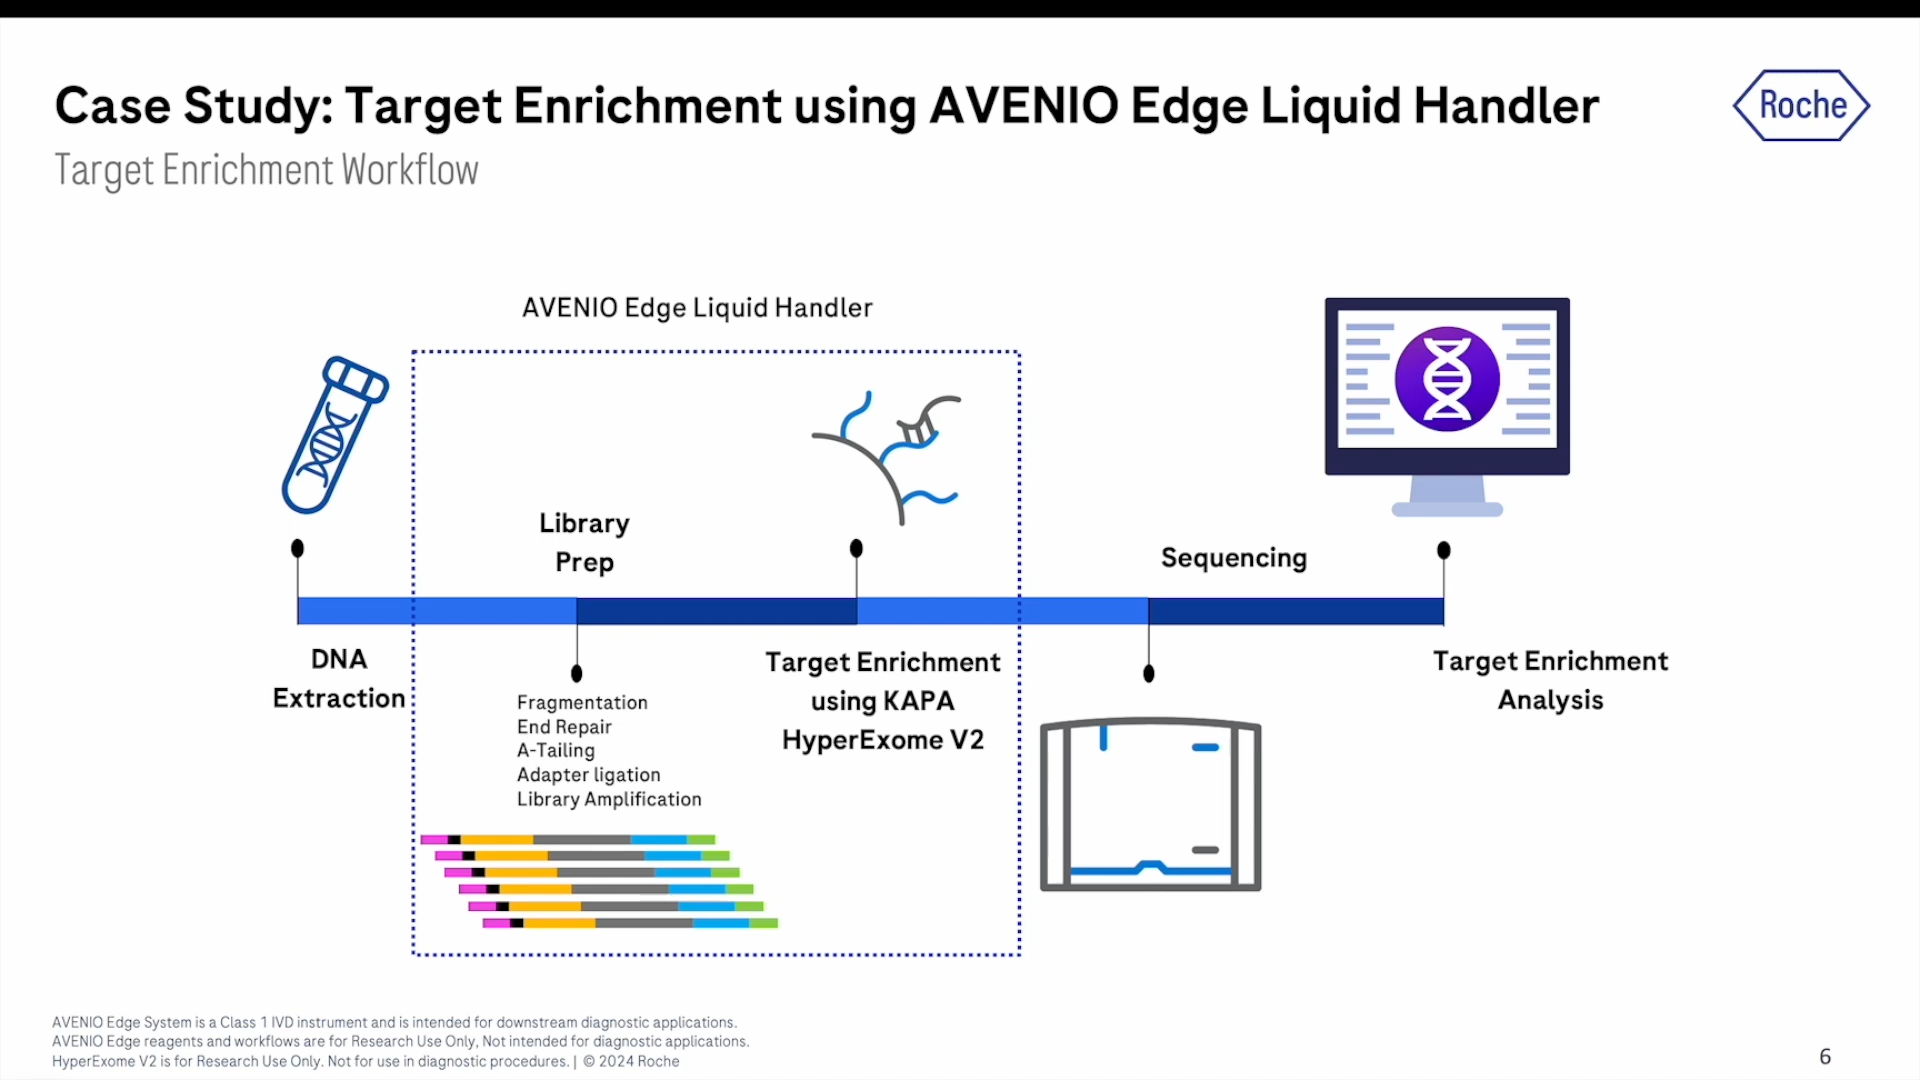 Case Study: Target Enrichment using AVENIO Edge Liquid Handler
Roche
Target Enrichment Workflow
AVENIO Edge Liquid Handler
Library
Prep
Sequencing
DNA
Extraction
Fragmentation
End Repair
A-Tailing
Adapter ligation
Library Amplification
Target Enrichment
using KAPA
HyperExome V2
Target Enrichment
Analysis
AVENIO Edge System is a Class 1 IVD instrument and is intended for downstream diagnostic applications.
AVENIO Edge reagents and workflows are for Research Use Only, Not intended for diagnostic applications.
HyperExome V2 is for Research Use Only. Not for use in diagnostic procedures. | © 2024 Roche
6